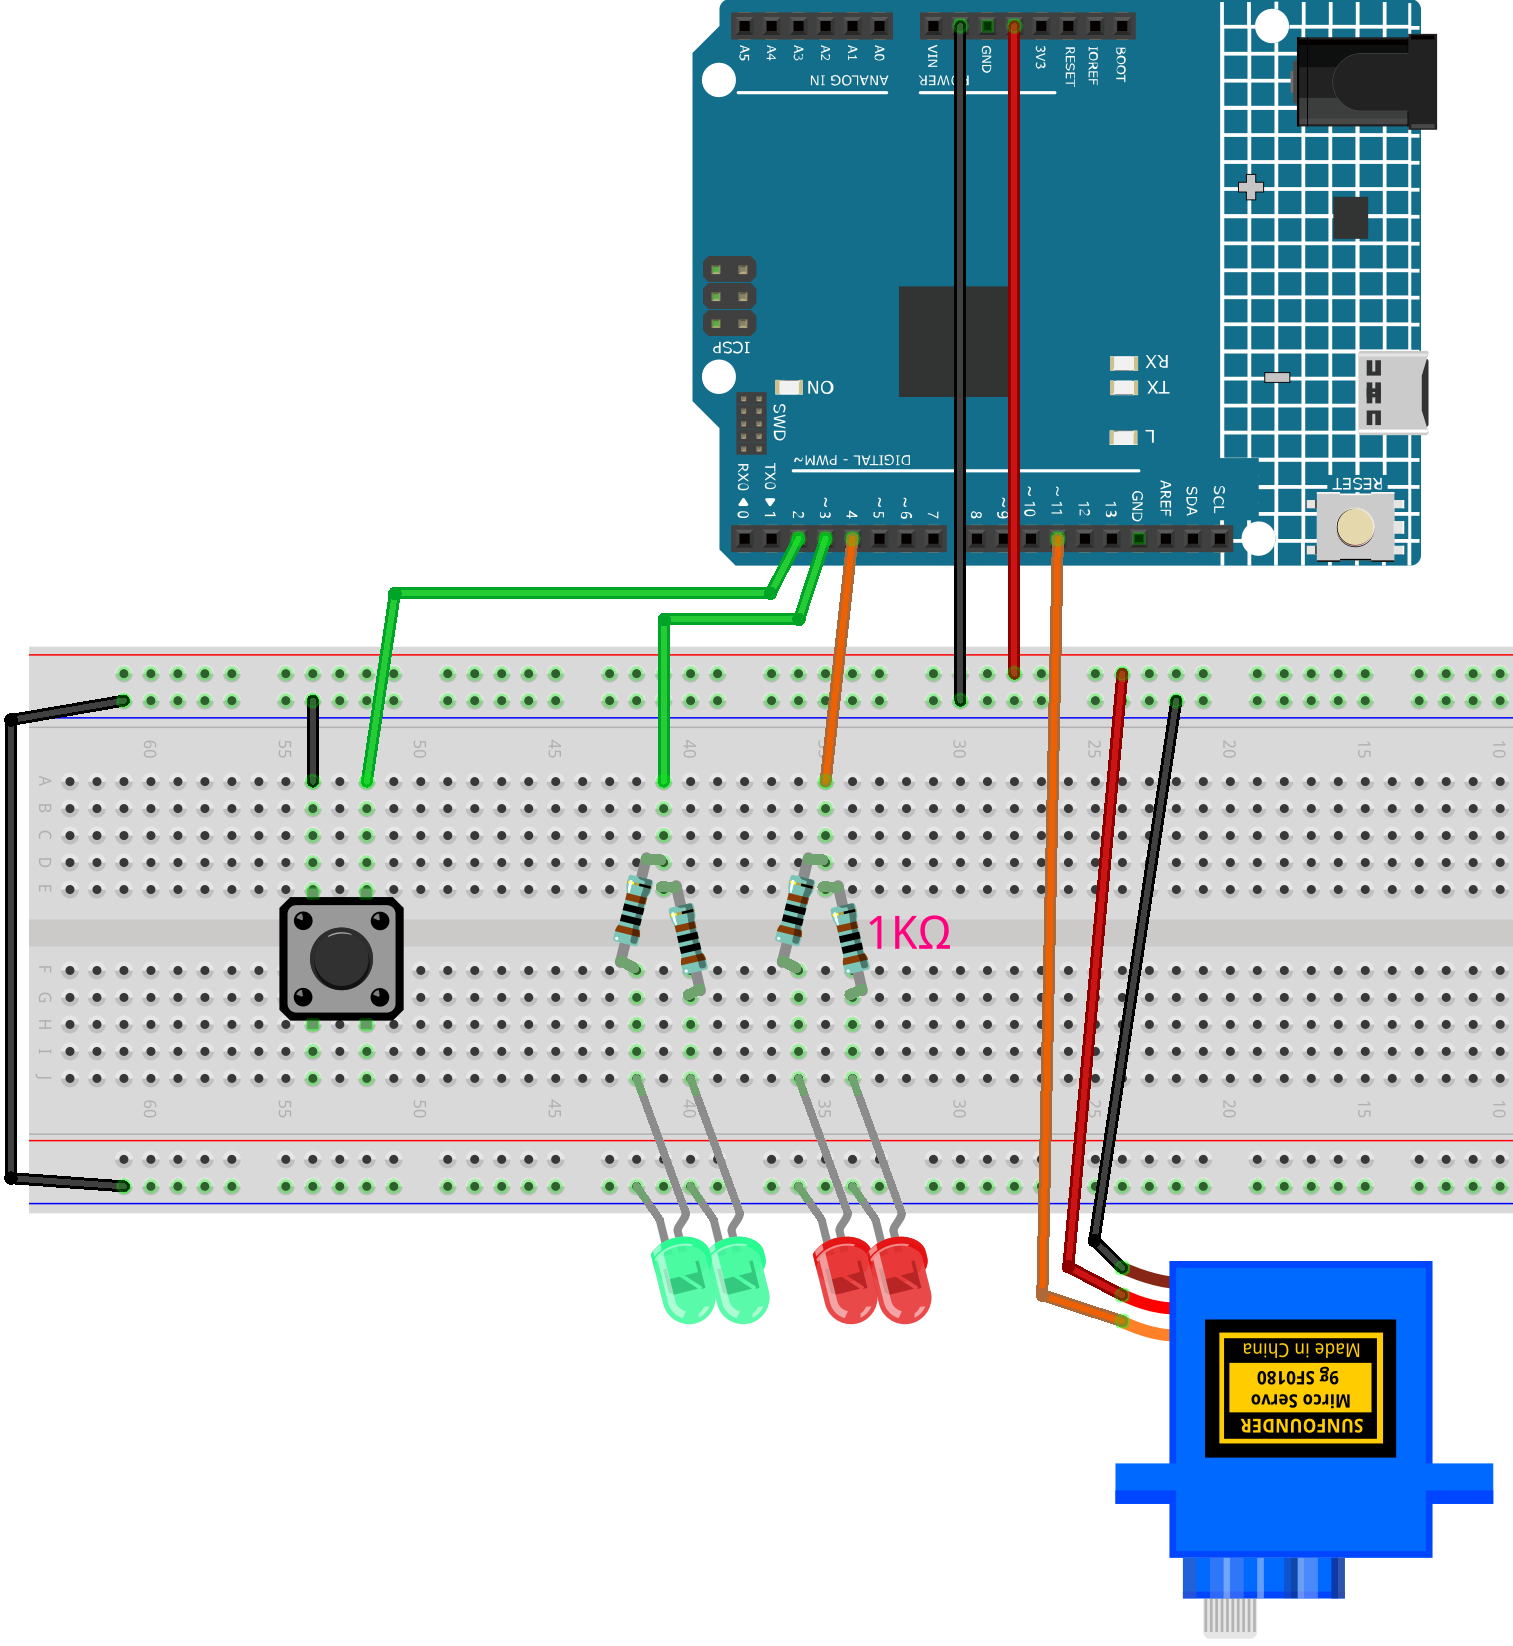 A5 A4 A3 A2 A1 A0
VIN GND 3V3 RESET IOREF BOOT
ANALOG IN
ICSP
ON
SWD
RX
TX
L
DIGITAL - PWM~
RESET
RX0 ◀ 0
TX0 ▶ 1
2
~3
4
~5
~6
7
8
~9
~10
~11
12
13
GND
AREF
SDA
SCL
60 55 50 45 40 30 25 20 15 10
A
B
C
D
E
1KΩ
F
G
H
I
J
60 55 50 45 40 35 30 25 20 15 10
Made in China
9g SF0180
Mirco Servo
SUNFOUNDER